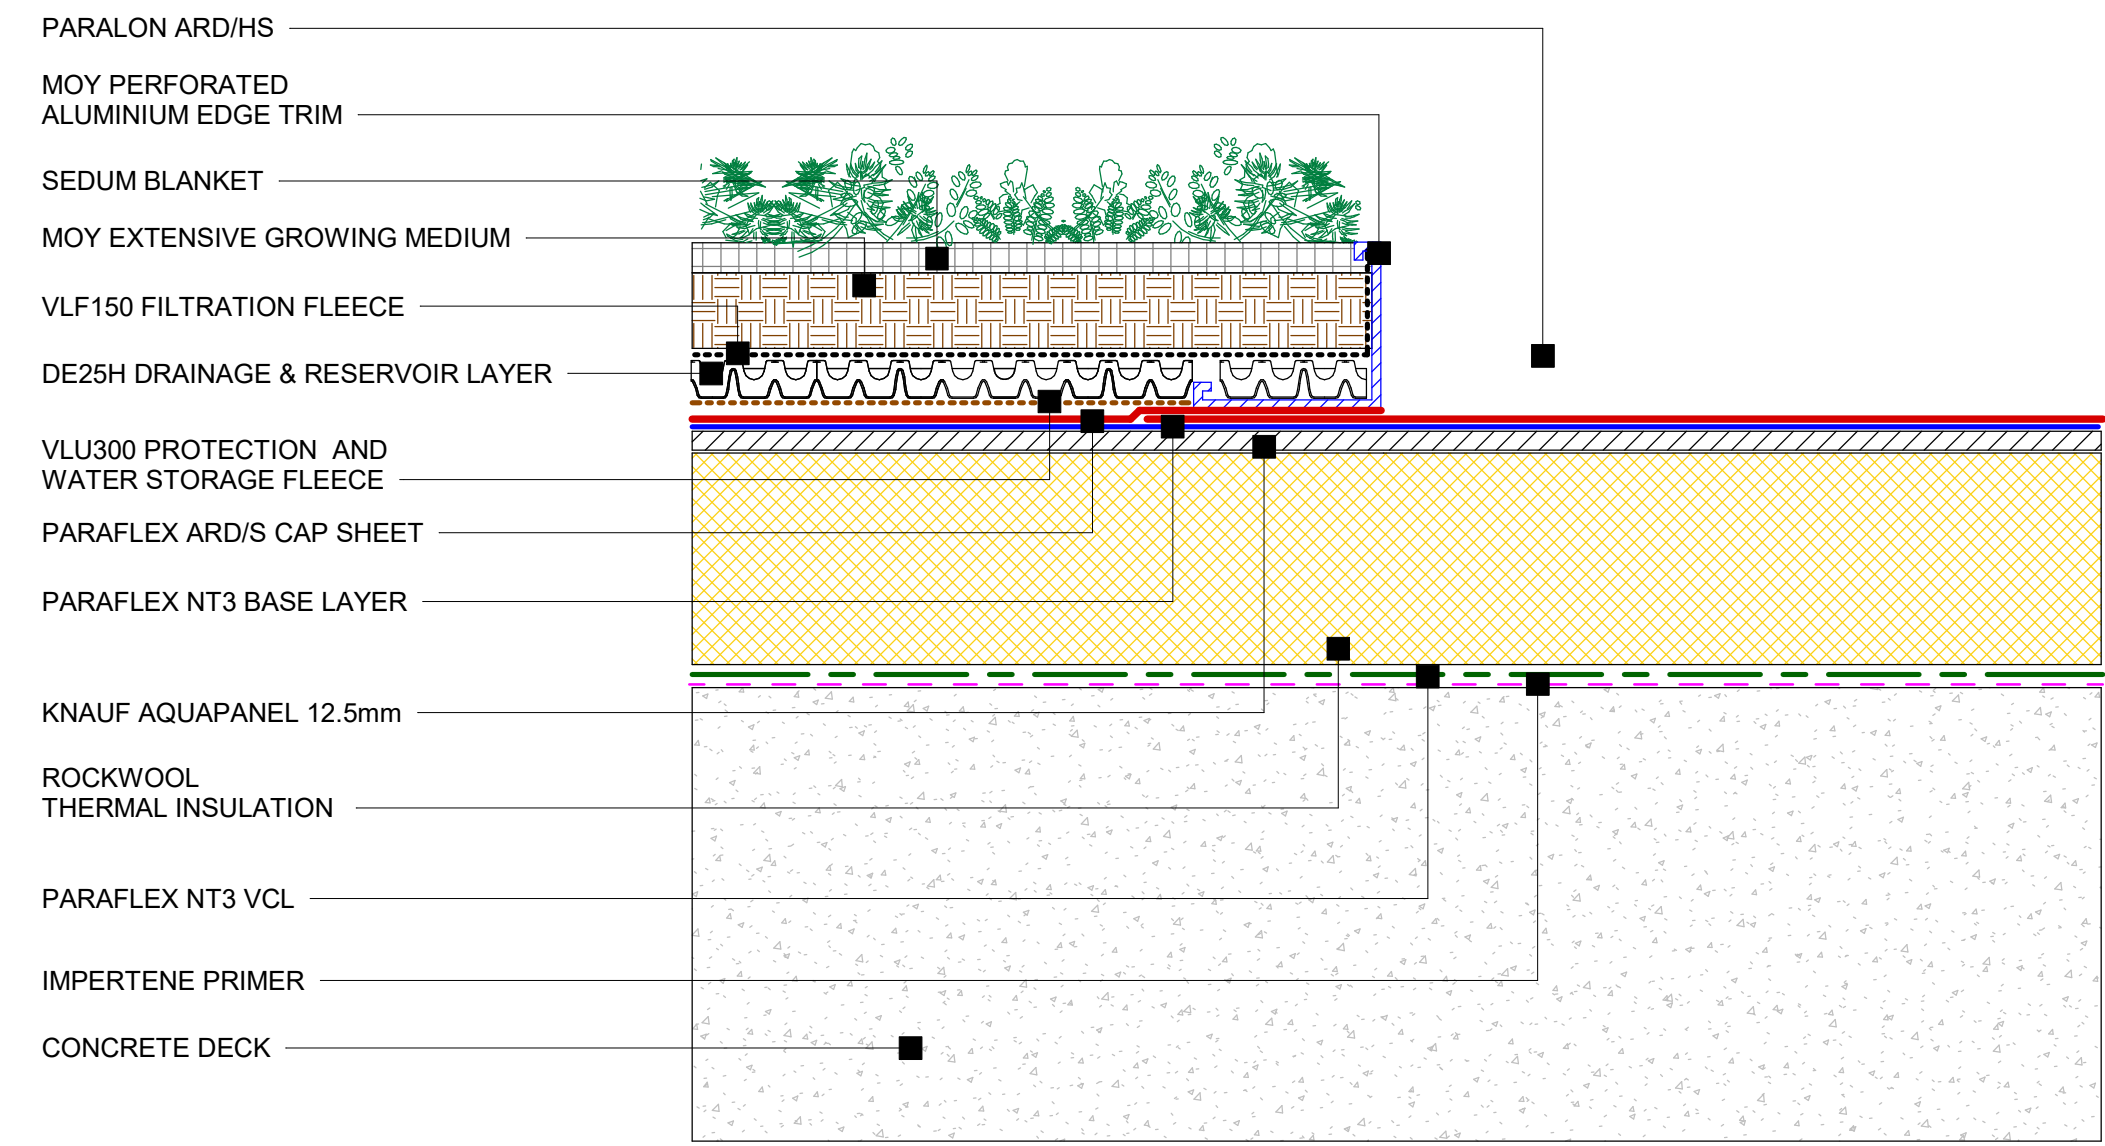 PARALON ARD/HS
MOY PERFORATED
ALUMINIUM EDGE TRIM
SEDUM BLANKET
MOY EXTENSIVE GROWING MEDIUM
VLF150 FILTRATION FLEECE
DE25H DRAINAGE & RESERVOIR LAYER
VLU300 PROTECTION AND
WATER STORAGE FLEECE
PARAFLEX ARD/S CAP SHEET
PARAFLEX NT3 BASE LAYER
KNAUF AQUAPANEL 12.5mm
ROCKWOOL
THERMAL INSULATION
PARAFLEX NT3 VCL
IMPERTENE PRIMER
CONCRETE DECK